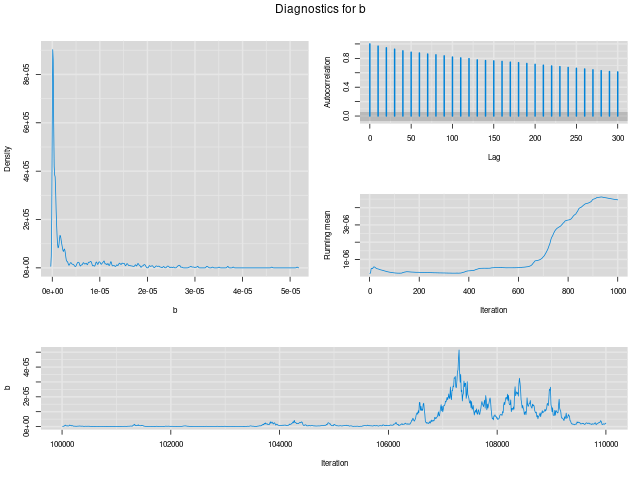 Diagnostics for b
Density
0e+00 2e+05 4e+05 6e+05 8e+05
0e+00 1e-05 2e-05 3e-05 4e-05 5e-05
b
Autocorrelation
0.0 0.4 0.8
0 50 100 150 200 250 300
Lag
Running mean
1e-06 3e-06
0 200 400 600 800 1000
Iteration
b
0e+00 2e-05 4e-05
100000 102000 104000 106000 108000 110000
Iteration